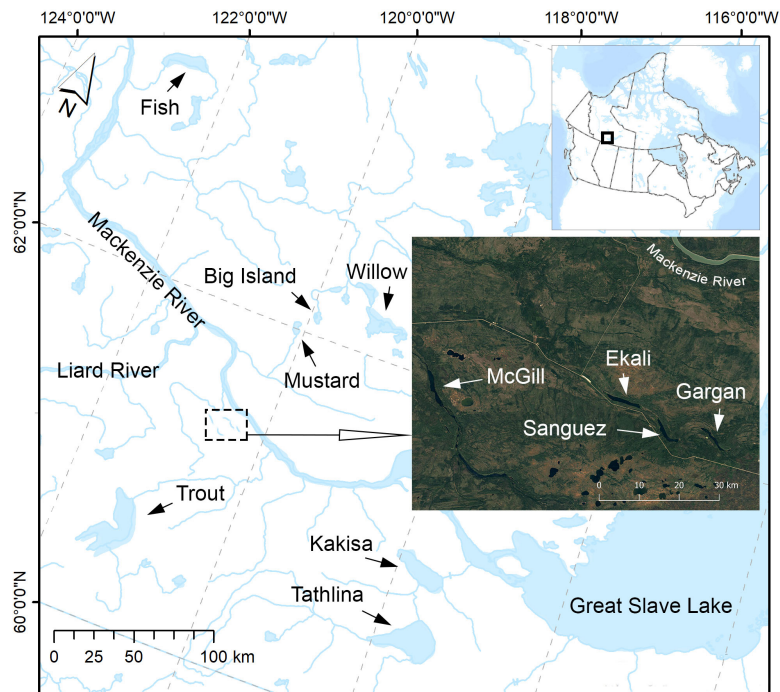 124°0'0"W
122°0'0"W
120°0'0"W
118°0'0"W
116°0'0"W
N
Fish
62°0'0"N
Mackenzie River
Big Island
Willow
Mackenzie River
Liard River
Mustard
Ekali
McGill
Gargan
Sanguez
0 10 20 30 km
Trout
Kakisa
Tathlina
60°0'0"N
Great Slave Lake
0 25 50 100 km